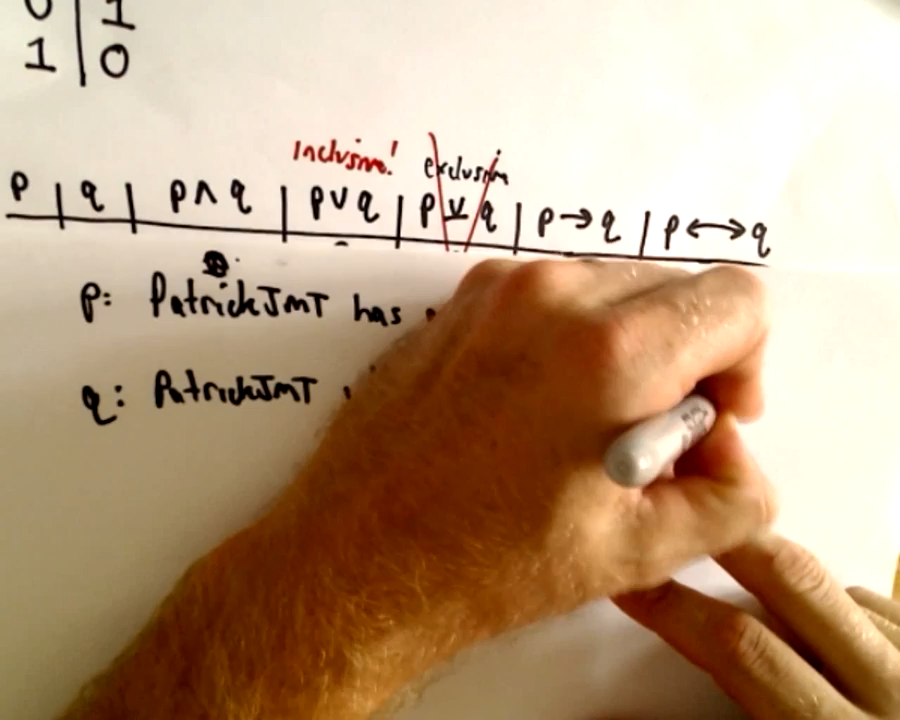 0 | 1
1 | 0
Inclusive! exclusive
p | q | p ∧ q | p ∨ q | p ⊻ q | p → q | p ↔ q
p: PatrickJMT has
q: PatrickJMT